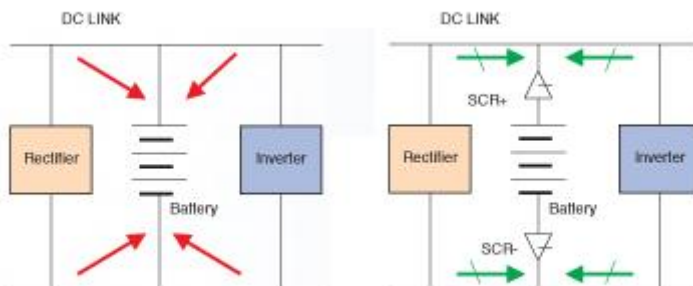 DC LINK
Rectifier
Inverter
Battery
DC LINK
SCR+
Rectifier
Inverter
Battery
SCR-